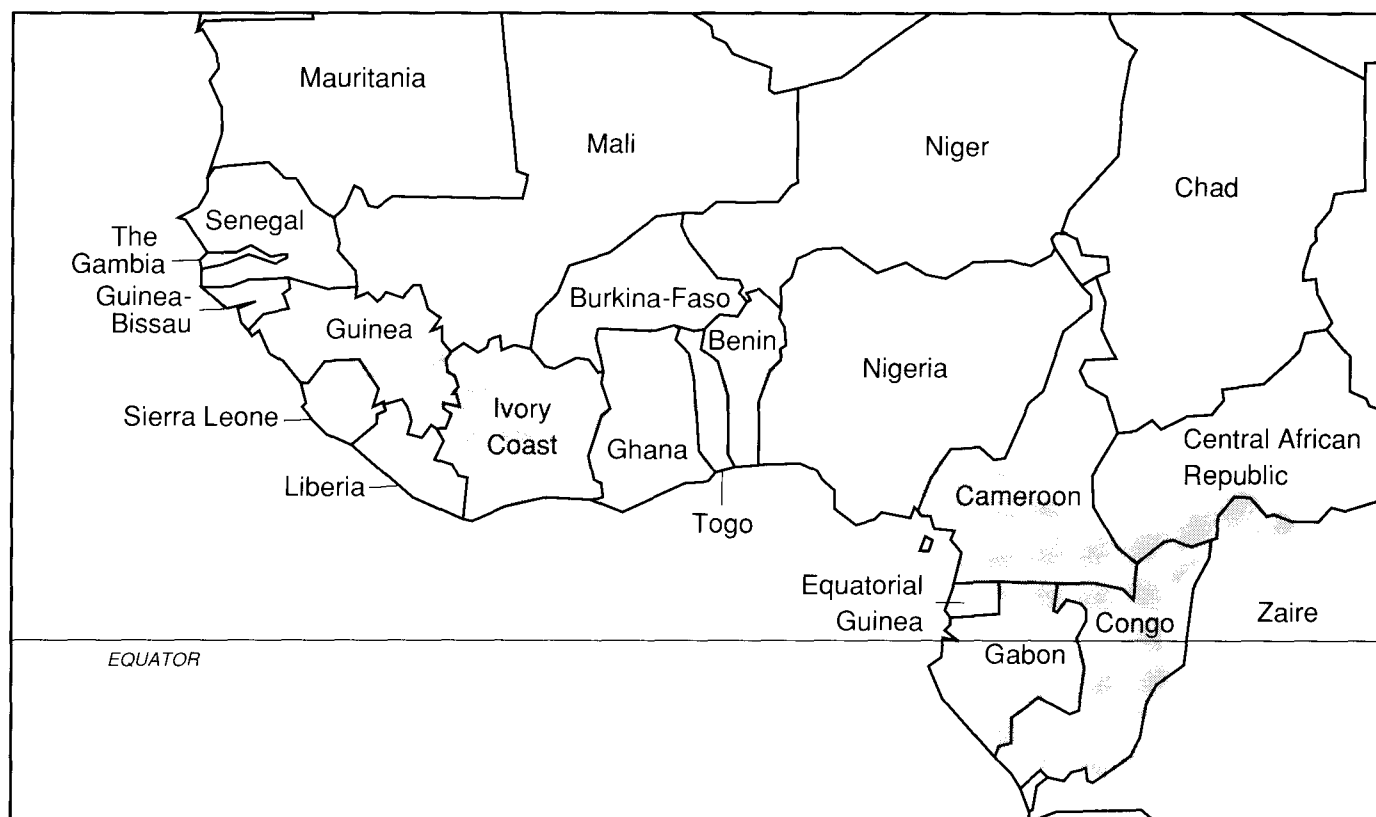 Mauritania
Mali
Niger
Chad
Senegal
The
Gambia
Guinea-
Bissau
Guinea
Burkina-Faso
Benin
Nigeria
Sierra Leone
Ivory
Coast
Ghana
Liberia
Togo
Central African
Republic
Cameroon
Equatorial
Guinea
Congo
Zaire
Gabon
EQUATOR